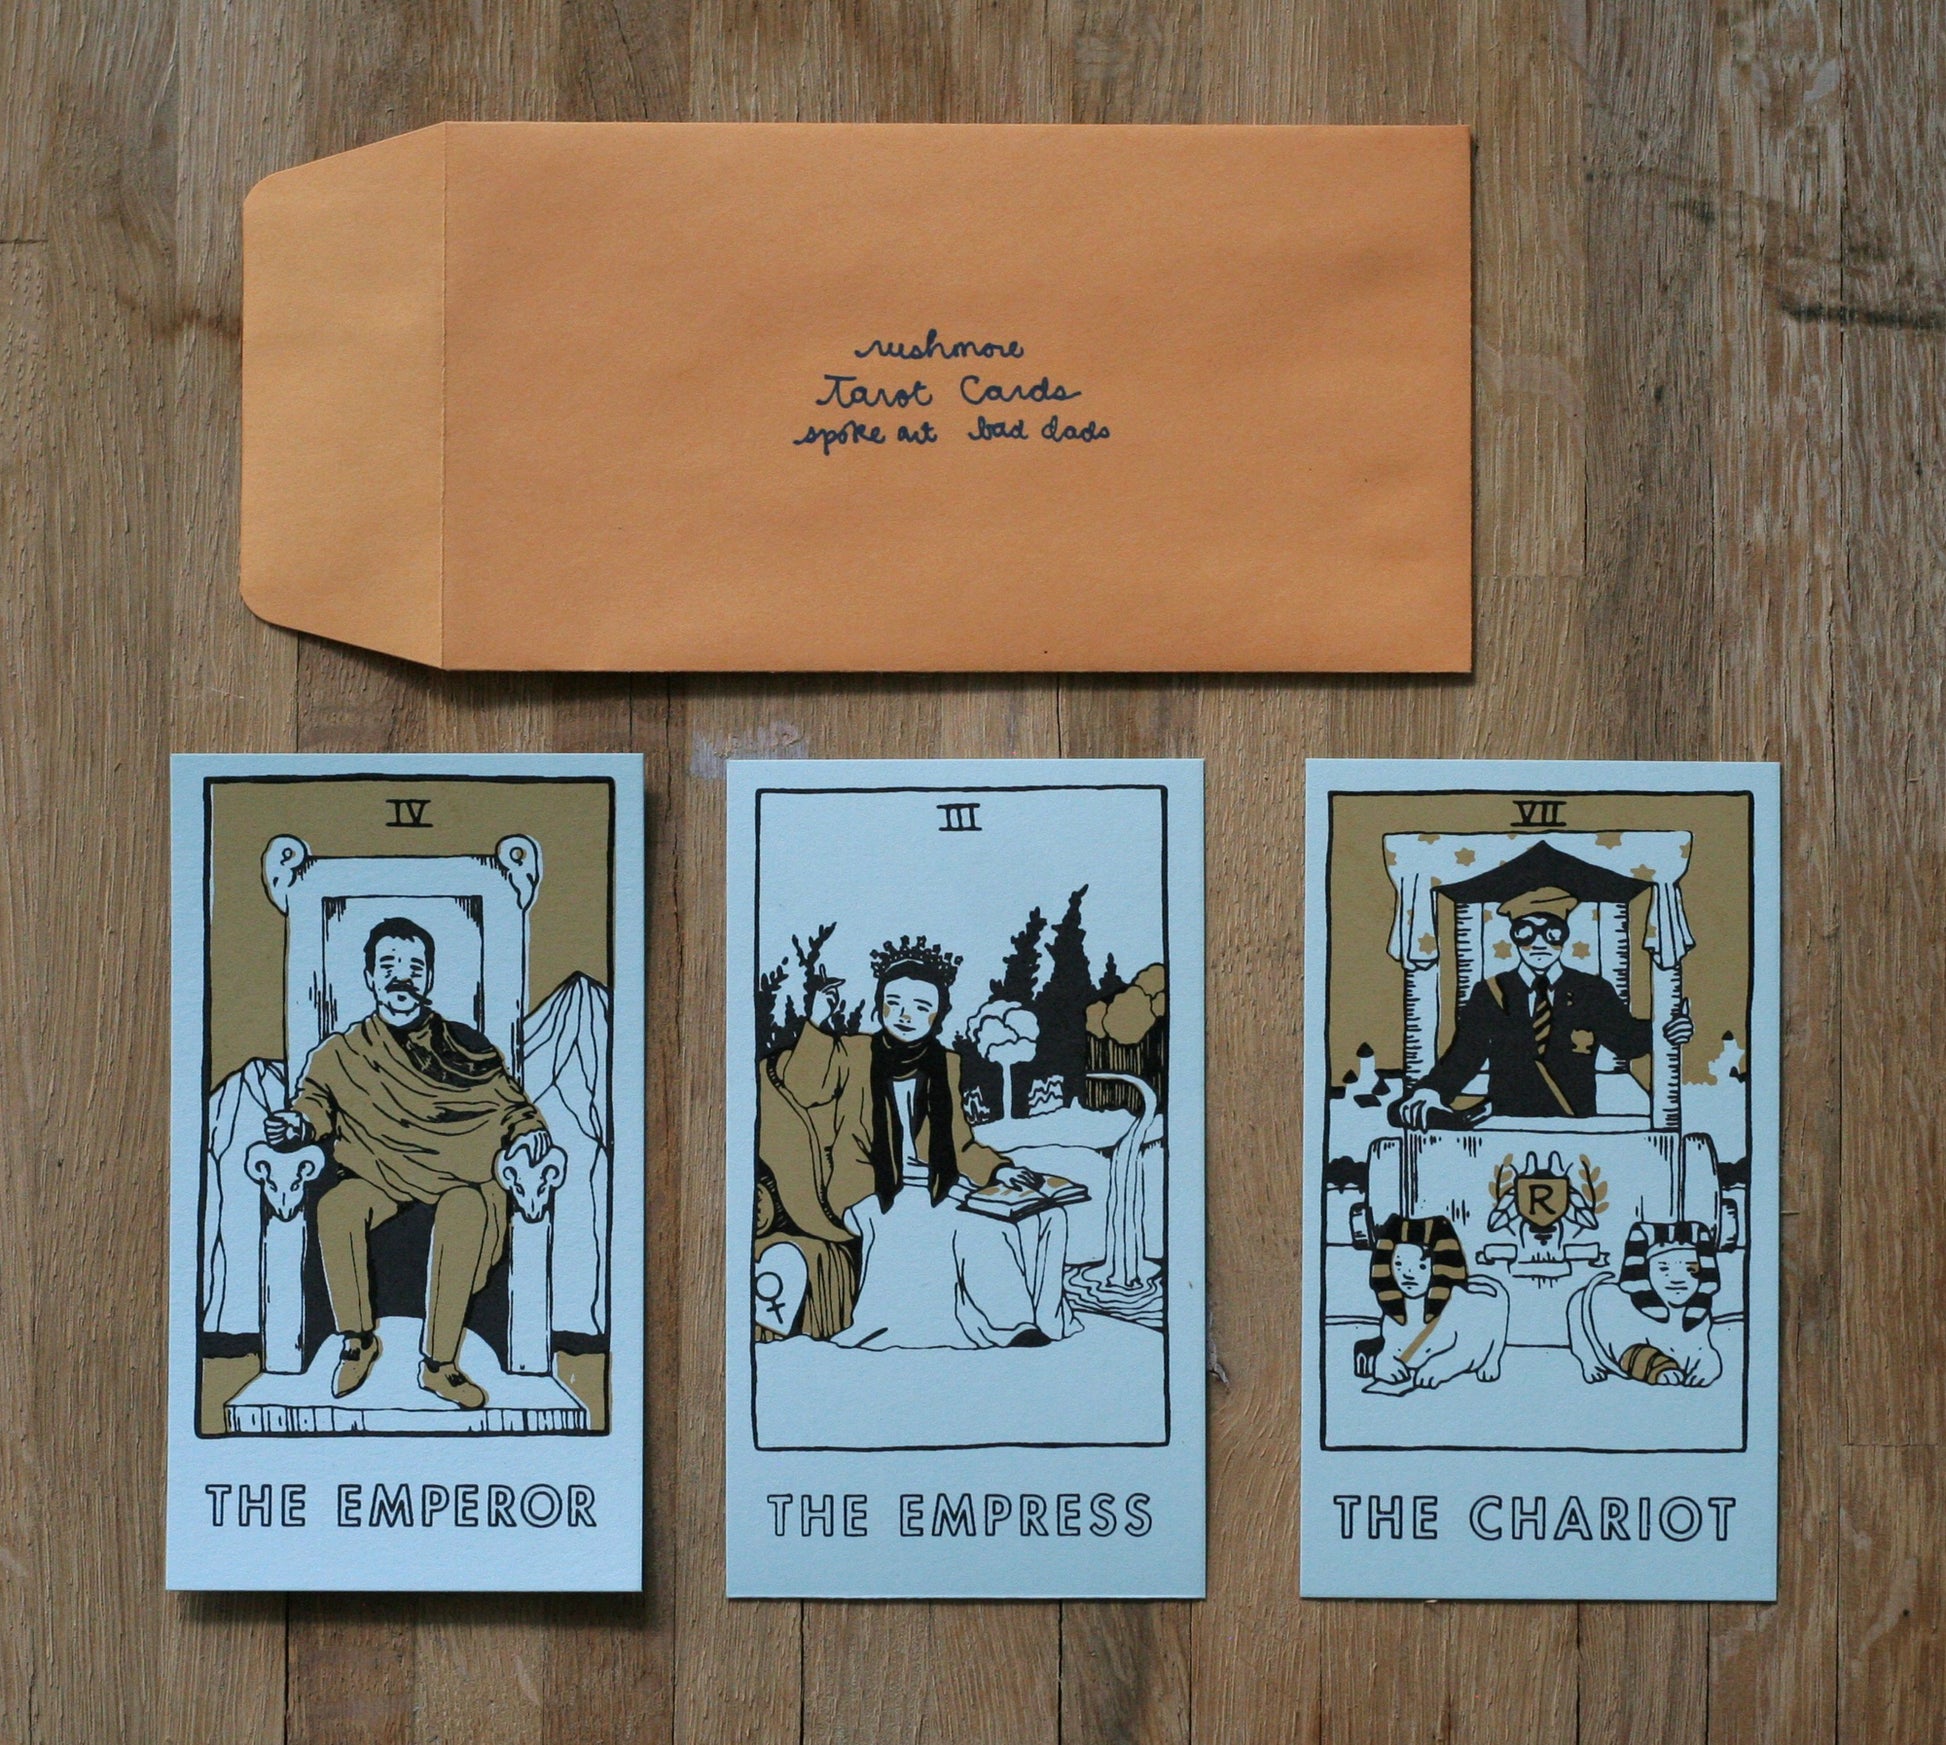 rushmore
Tarot Cards
spoke art bad dads
IV
THE EMPEROR
III
THE EMPRESS
VII
R
THE CHARIOT